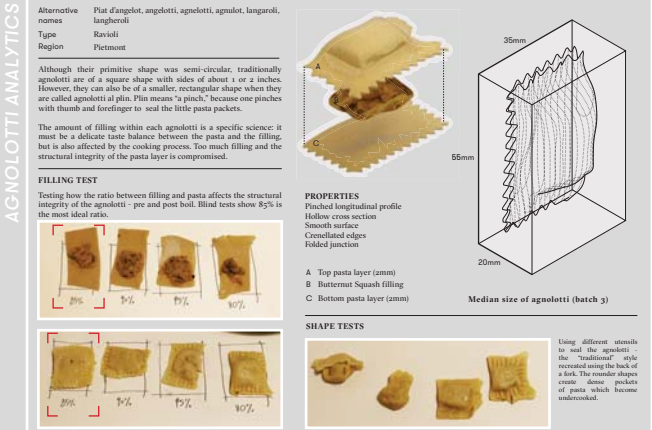 AGNOLOTTI ANALYTICS
Alternative names
Piat d'angelot, angelotti, agnelotti, agnulot, langaroli, langheroli
Type Ravioli
Region Pietmont
Although their primitive shape was semi-circular, traditionally
agnolotti are of a square shape with sides of about 1 or 2 inches.
However, they can also be of a smaller, rectangular shape when they
are called agnolotti al plin. Plin means “a pinch,” because one pinches
with thumb and forefinger to seal the little pasta packets.
The amount of filling within each agnolotti is a specific science: it
must be a delicate taste balance between the pasta and the filling,
but is also affected by the cooking process. Too much filling and the
structural integrity of the pasta layer is compromised.
FILLING TEST
Testing how the ratio between filling and pasta affects the structural
integrity of the agnolotti - pre and post boil. Blind tests show 85% is
the most ideal ratio.
85% 90% 95% 80%
85% 90% 95% 80%
A
B
C
PROPERTIES
Pinched longitudinal profile
Hollow cross section
Smooth surface
Crenellated edges
Folded junction
A Top pasta layer (2mm)
B Butternut Squash filling
C Bottom pasta layer (2mm)
35mm
55mm
20mm
Median size of agnolotti (batch 3)
SHAPE TESTS
Using different utensils
to seal the agnolotti -
the "traditional" style
recreated using the back of
a fork. The rounder shapes
create dense pockets
of pasta which become
undercooked.